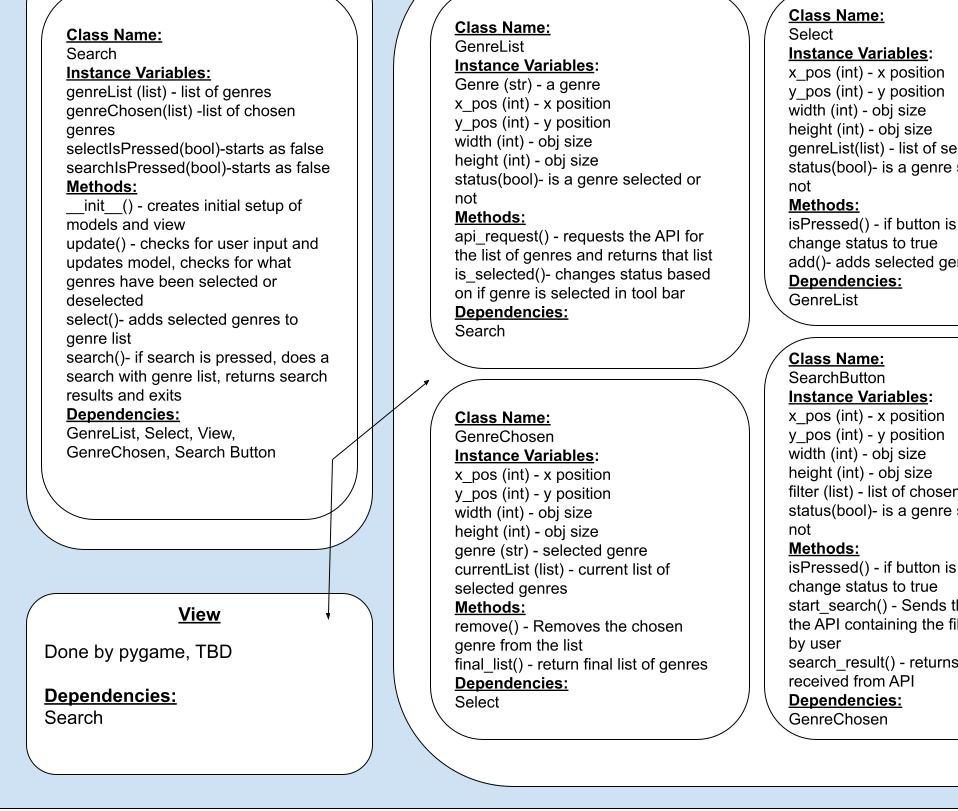 Class Name:
Search
Instance Variables:
genreList (list) - list of genres
genreChosen(list) -list of chosen
genres
selectIsPressed(bool)-starts as false
searchIsPressed(bool)-starts as false
Methods:
__init__() - creates initial setup of
models and view
update() - checks for user input and
updates model, checks for what
genres have been selected or
deselected
select()- adds selected genres to
genre list
search()- if search is pressed, does a
search with genre list, returns search
results and exits
Dependencies:
GenreList, Select, View,
GenreChosen, Search Button
View
Done by pygame, TBD
Dependencies:
Search
Class Name:
GenreList
Instance Variables:
Genre (str) - a genre
x_pos (int) - x position
y_pos (int) - y position
width (int) - obj size
height (int) - obj size
status(bool)- is a genre selected or
not
Methods:
api_request() - requests the API for
the list of genres and returns that list
is_selected()- changes status based
on if genre is selected in tool bar
Dependencies:
Search
Class Name:
GenreChosen
Instance Variables:
x_pos (int) - x position
y_pos (int) - y position
width (int) - obj size
height (int) - obj size
genre (str) - selected genre
currentList (list) - current list of
selected genres
Methods:
remove() - Removes the chosen
genre from the list
final_list() - return final list of genres
Dependencies:
Select
Class Name:
Select
Instance Variables:
x_pos (int) - x position
y_pos (int) - y position
width (int) - obj size
height (int) - obj size
genreList(list) - list of
status(bool)- is a genre
not
Methods:
isPressed() - if button is
change status to true
add()- adds selected
Dependencies:
GenreList
Class Name:
SearchButton
Instance Variables:
x_pos (int) - x position
y_pos (int) - y position
width (int) - obj size
height (int) - obj size
filter (list) - list of chosen
status(bool)- is a genre
not
Methods:
isPressed() - if button is
change status to true
start_search() - Sends
the API containing the
by user
search_result() - returns
received from API
Dependencies:
GenreChosen